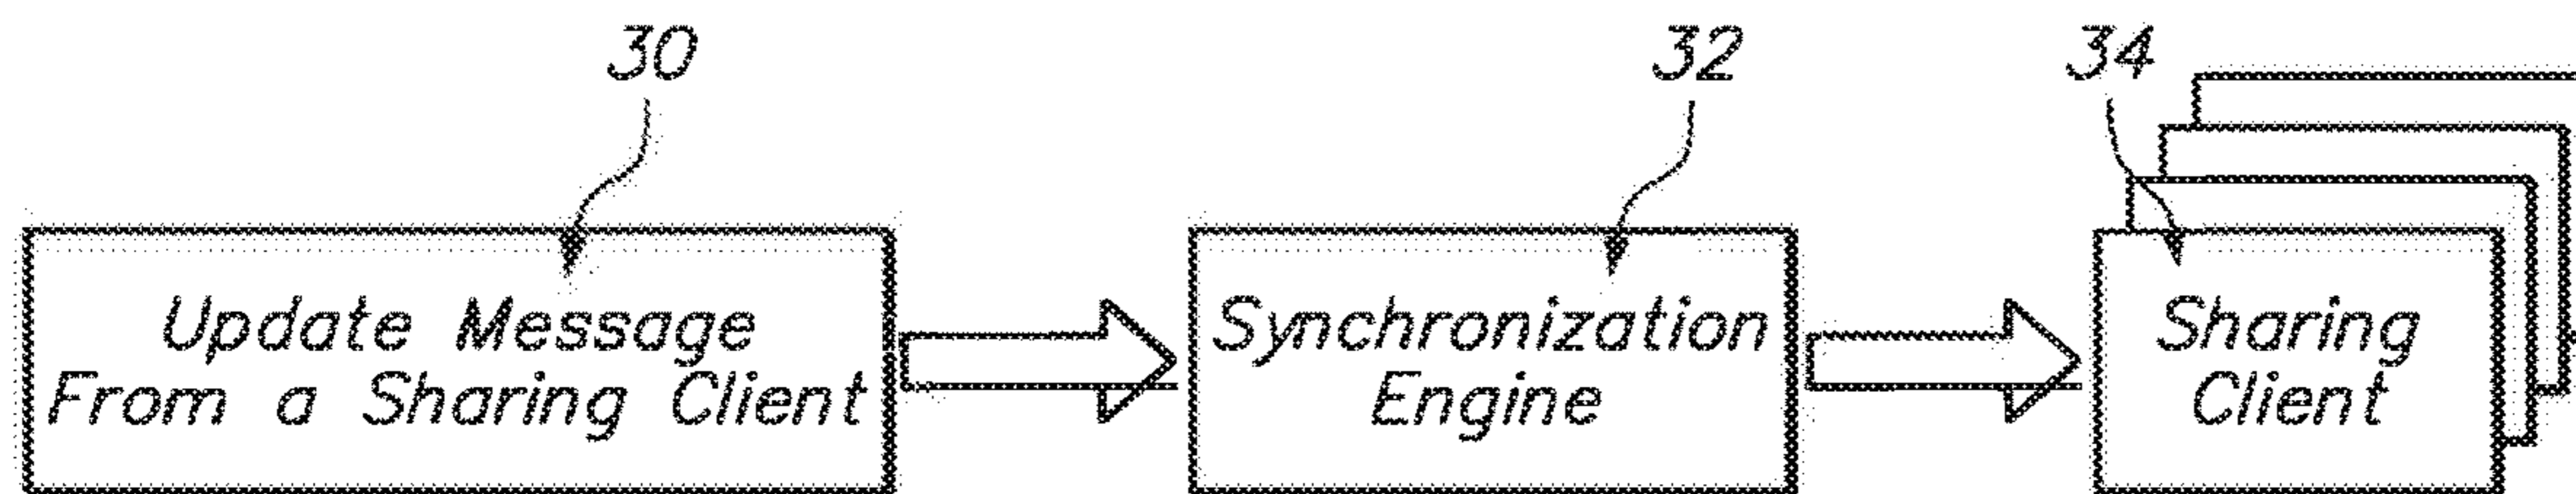 30
32
34
Update Message
From a Sharing Client
Synchronization
Engine
Sharing
Client